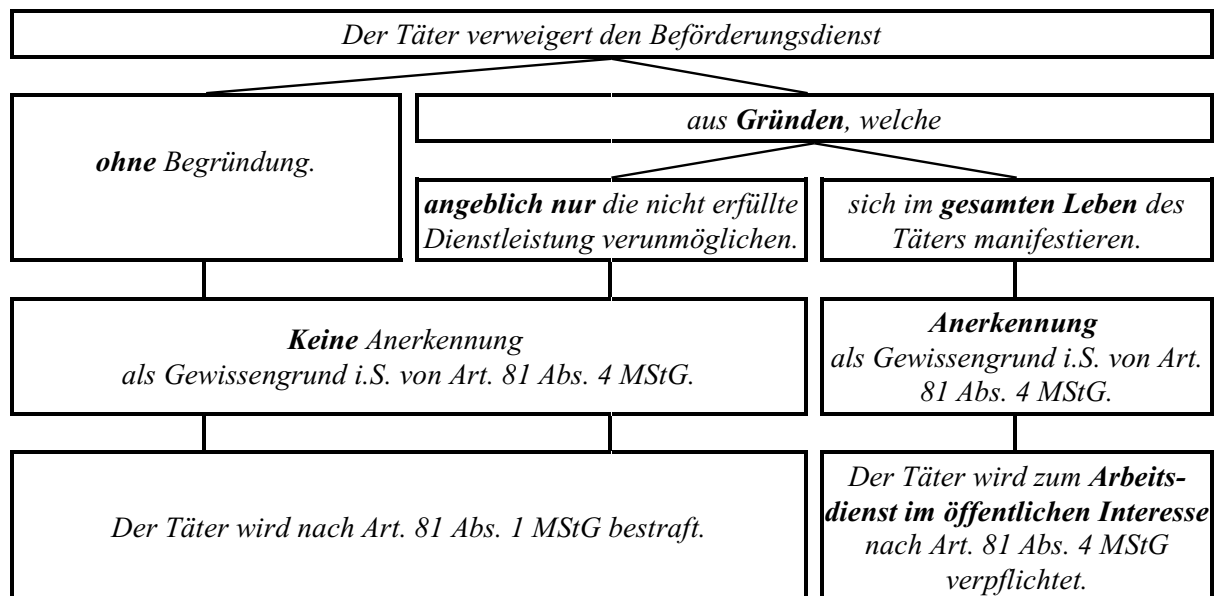 Der Täter verweigert den Beförderungsdienst
ohne Begründung.
aus Gründen, welche
angeblich nur die nicht erfüllte
Dienstleistung verunmöglichen.
sich im gesamten Leben des
Täters manifestieren.
Keine Anerkennung
als Gewissengrund i.S. von Art. 81 Abs. 4 MStG.
Anerkennung
als Gewissengrund i.S. von Art.
81 Abs. 4 MStG.
Der Täter wird nach Art. 81 Abs. 1 MStG bestraft.
Der Täter wird zum Arbeits-
dienst im öffentlichen Interesse
nach Art. 81 Abs. 4 MStG
verpflichtet.